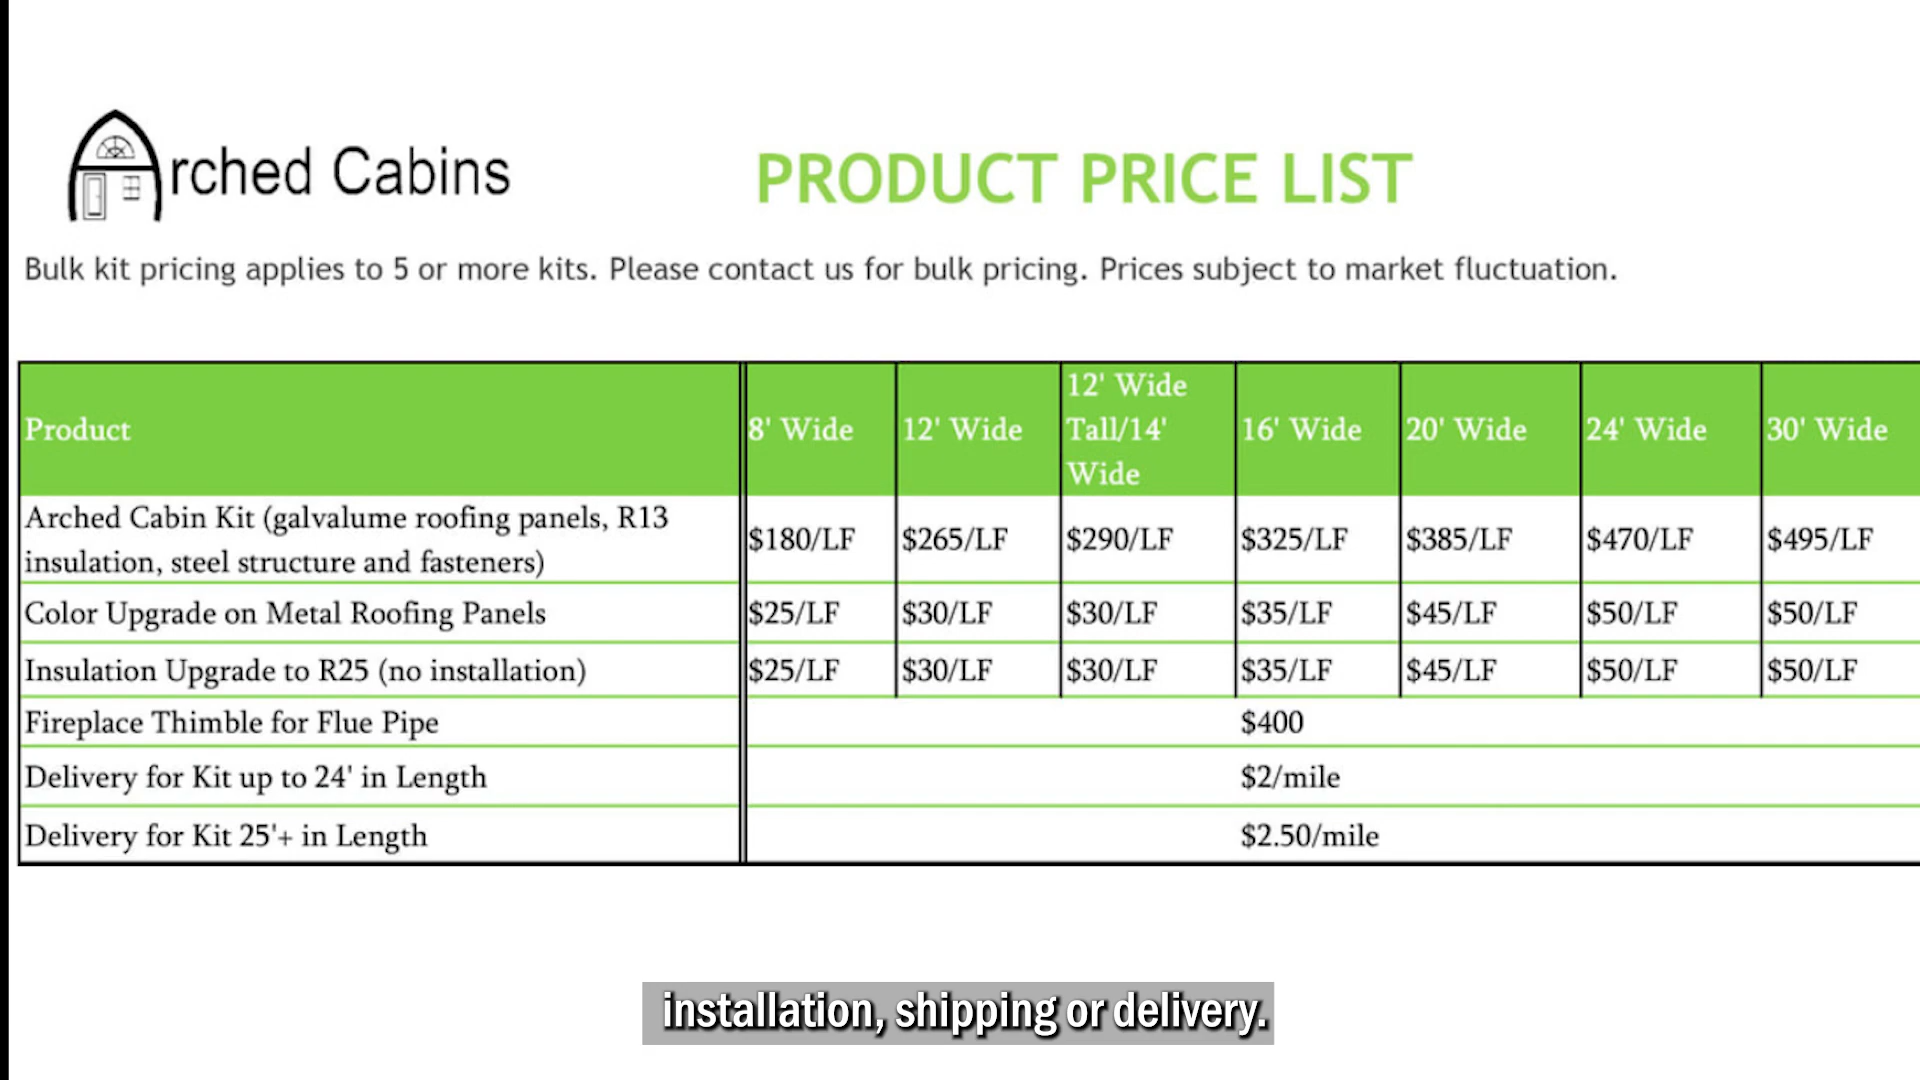 Arched Cabins
PRODUCT PRICE LIST
Bulk kit pricing applies to 5 or more kits. Please contact us for bulk pricing. Prices subject to market fluctuation.
Product 8' Wide 12' Wide 12' Wide Tall/14' Wide 16' Wide 20' Wide 24' Wide 30' Wide
Arched Cabin Kit (galvalume roofing panels, R13
insulation, steel structure and fasteners) $180/LF $265/LF $290/LF $325/LF $385/LF $470/LF $495/LF
Color Upgrade on Metal Roofing Panels $25/LF $30/LF $30/LF $35/LF $45/LF $50/LF $50/LF
Insulation Upgrade to R25 (no installation) $25/LF $30/LF $30/LF $35/LF $45/LF $50/LF $50/LF
Fireplace Thimble for Flue Pipe $400
Delivery for Kit up to 24' in Length $2/mile
Delivery for Kit 25'+ in Length $2.50/mile
installation, shipping or delivery.